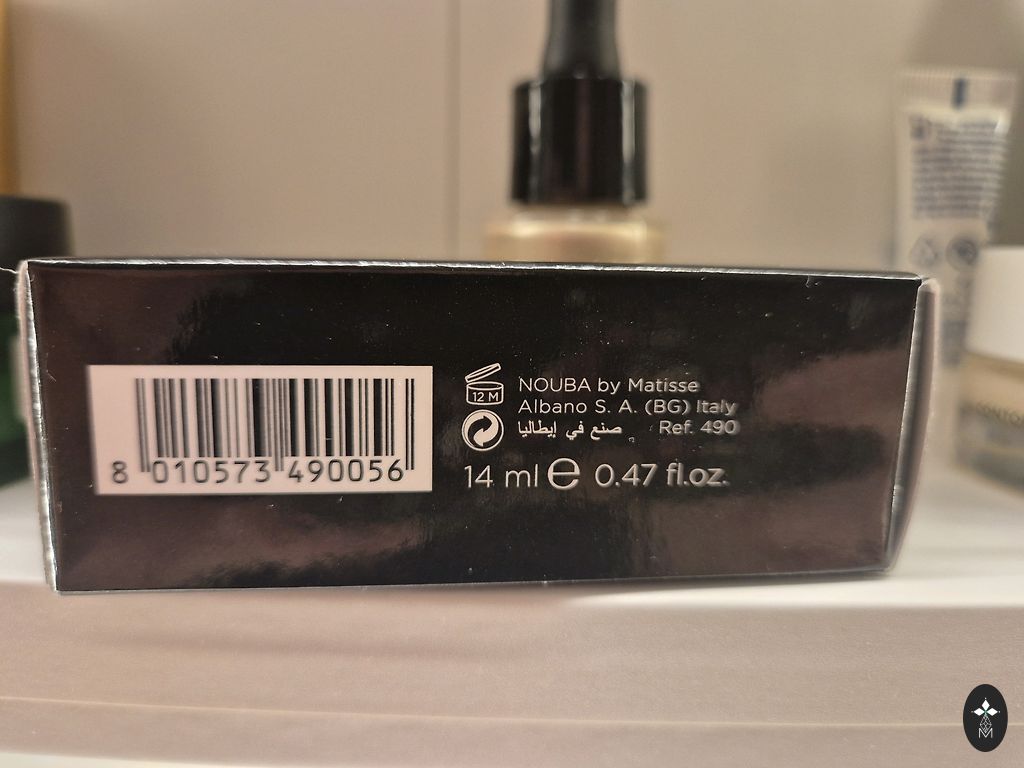 8 010573 490056
12 M
NOUBA by Matisse
Albano S. A. (BG) Italy
صنع في إيطاليا Ref. 490
14 ml e 0.47 fl.oz.
M